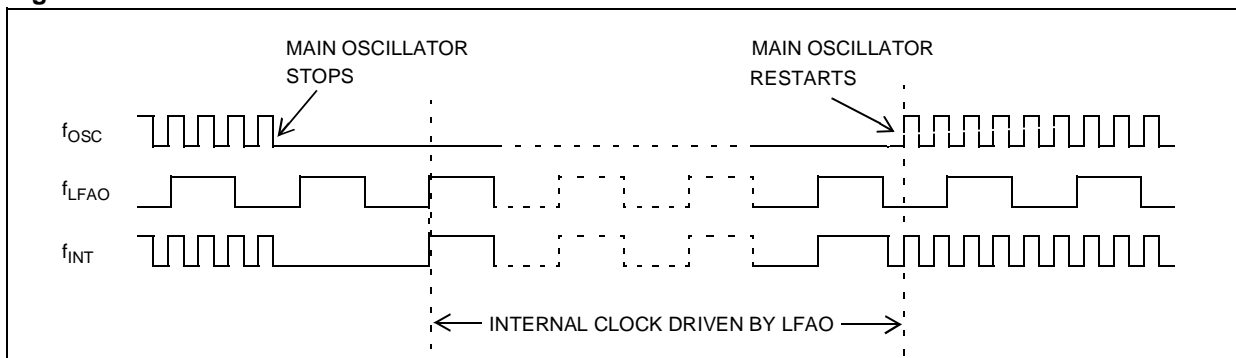 MAIN OSCILLATOR
STOPS
MAIN OSCILLATOR
RESTARTS
fOSC
fLFAO
fINT
INTERNAL CLOCK DRIVEN BY LFAO